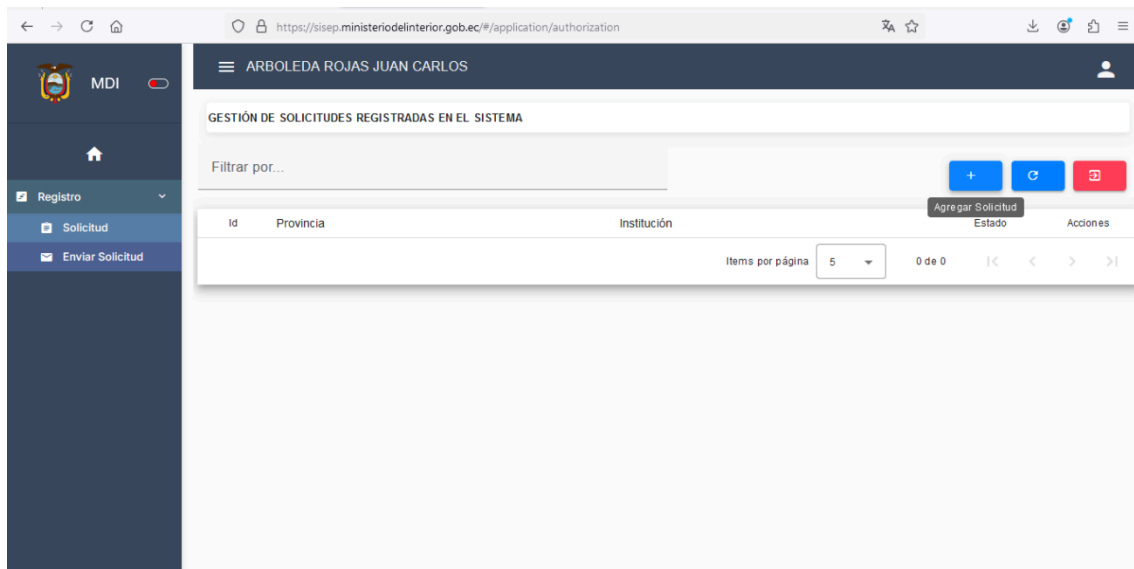 https://sisep.ministeriodelinterior.gob.ec/#/application/authorization
MDI
ARBOLEDA ROJAS JUAN CARLOS
GESTIÓN DE SOLICITUDES REGISTRADAS EN EL SISTEMA
Filtrar por...
Registro
Agregar Solicitud
Solicitud
Id Provincia Institución Estado Acciones
Enviar Solicitud
Items por página 5 0 de 0